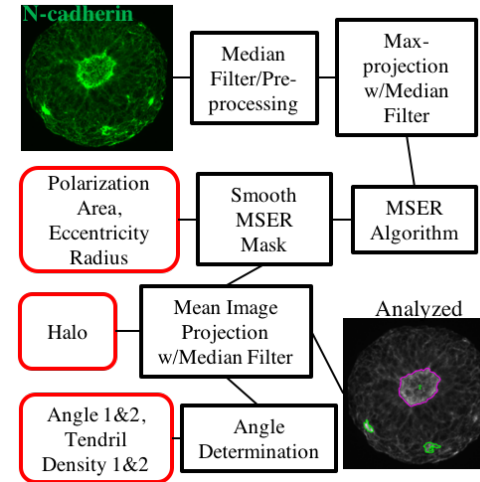 N-cadherin
Median
Filter/Pre-
processing
Max-
projection
w/Median
Filter
Polarization
Area,
Eccentricity
Radius
Smooth
MSER
Mask
MSER
Algorithm
Halo
Mean Image
Projection
w/Median Filter
Analyzed
Angle 1&2,
Tendril
Density 1&2
Angle
Determination